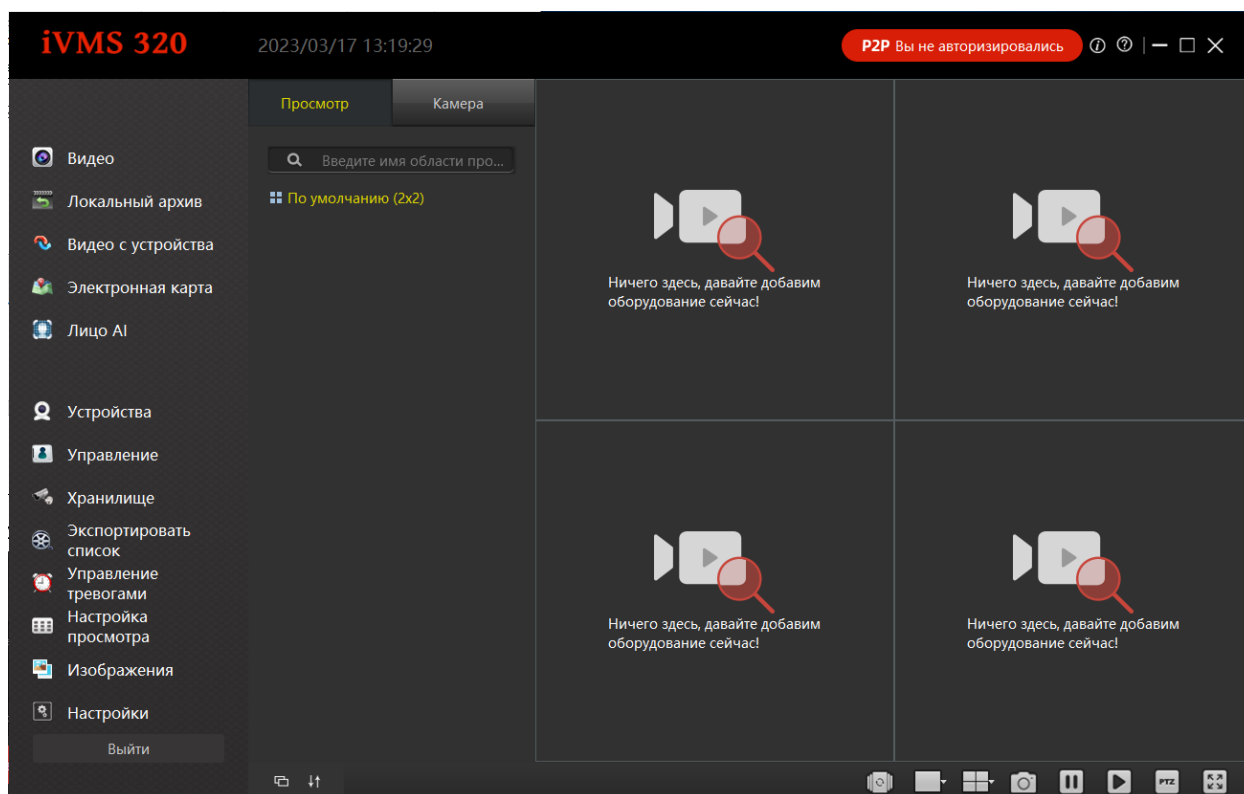 iVMS 320
2023/03/17 13:19:29
P2P Вы не авторизировались
Просмотр
Камера
Видео
Локальный архив
Видео с устройства
Электронная карта
Лицо AI
Устройства
Управление
Хранилище
Экспортировать
список
Управление
тревогами
Настройка
просмотра
Изображения
Настройки
Выйти
Введите имя области про...
По умолчанию (2x2)
Ничего здесь, давайте добавим
оборудование сейчас!
Ничего здесь, давайте добавим
оборудование сейчас!
Ничего здесь, давайте добавим
оборудование сейчас!
Ничего здесь, давайте добавим
оборудование сейчас!
PTZ